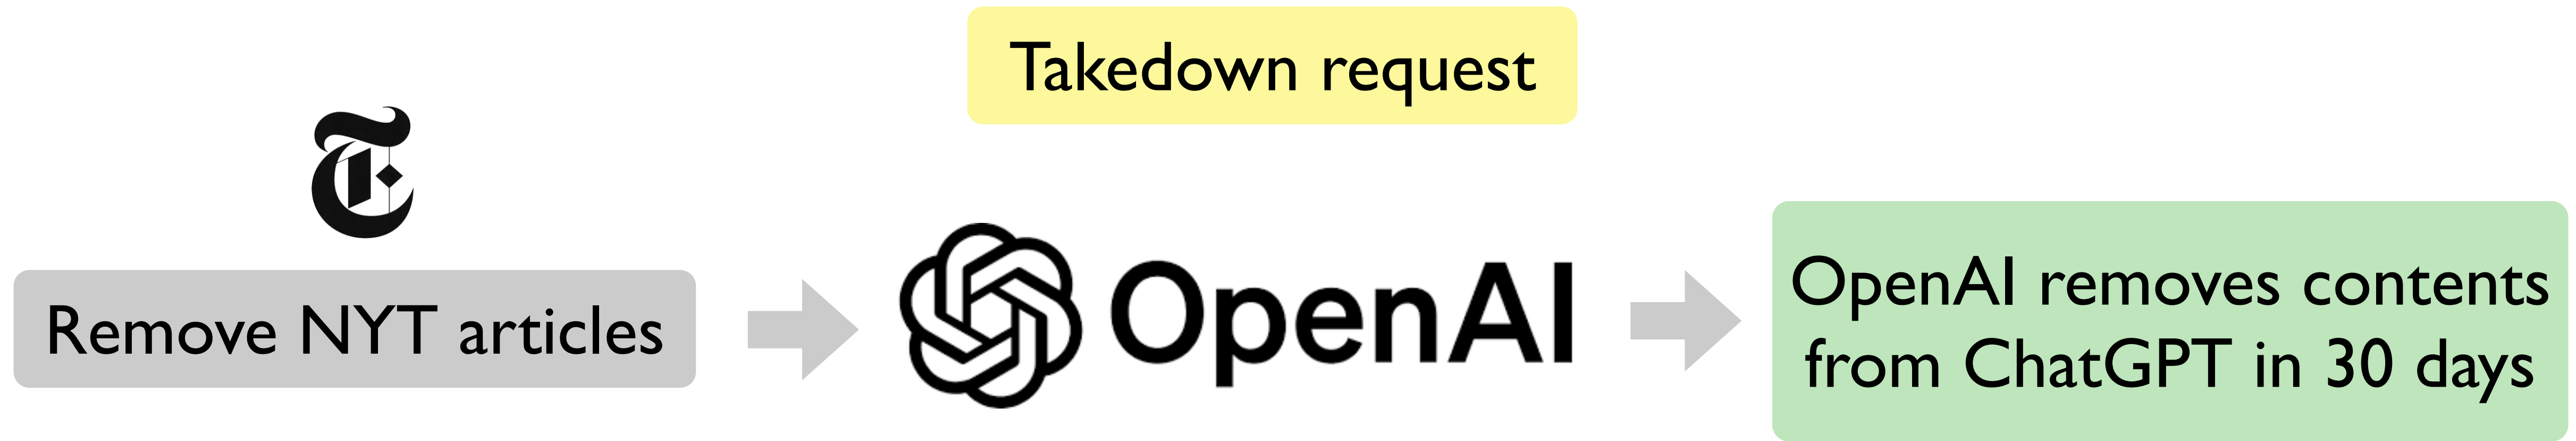 Takedown request
Remove NYT articles
OpenAI
OpenAI removes contents
from ChatGPT in 30 days